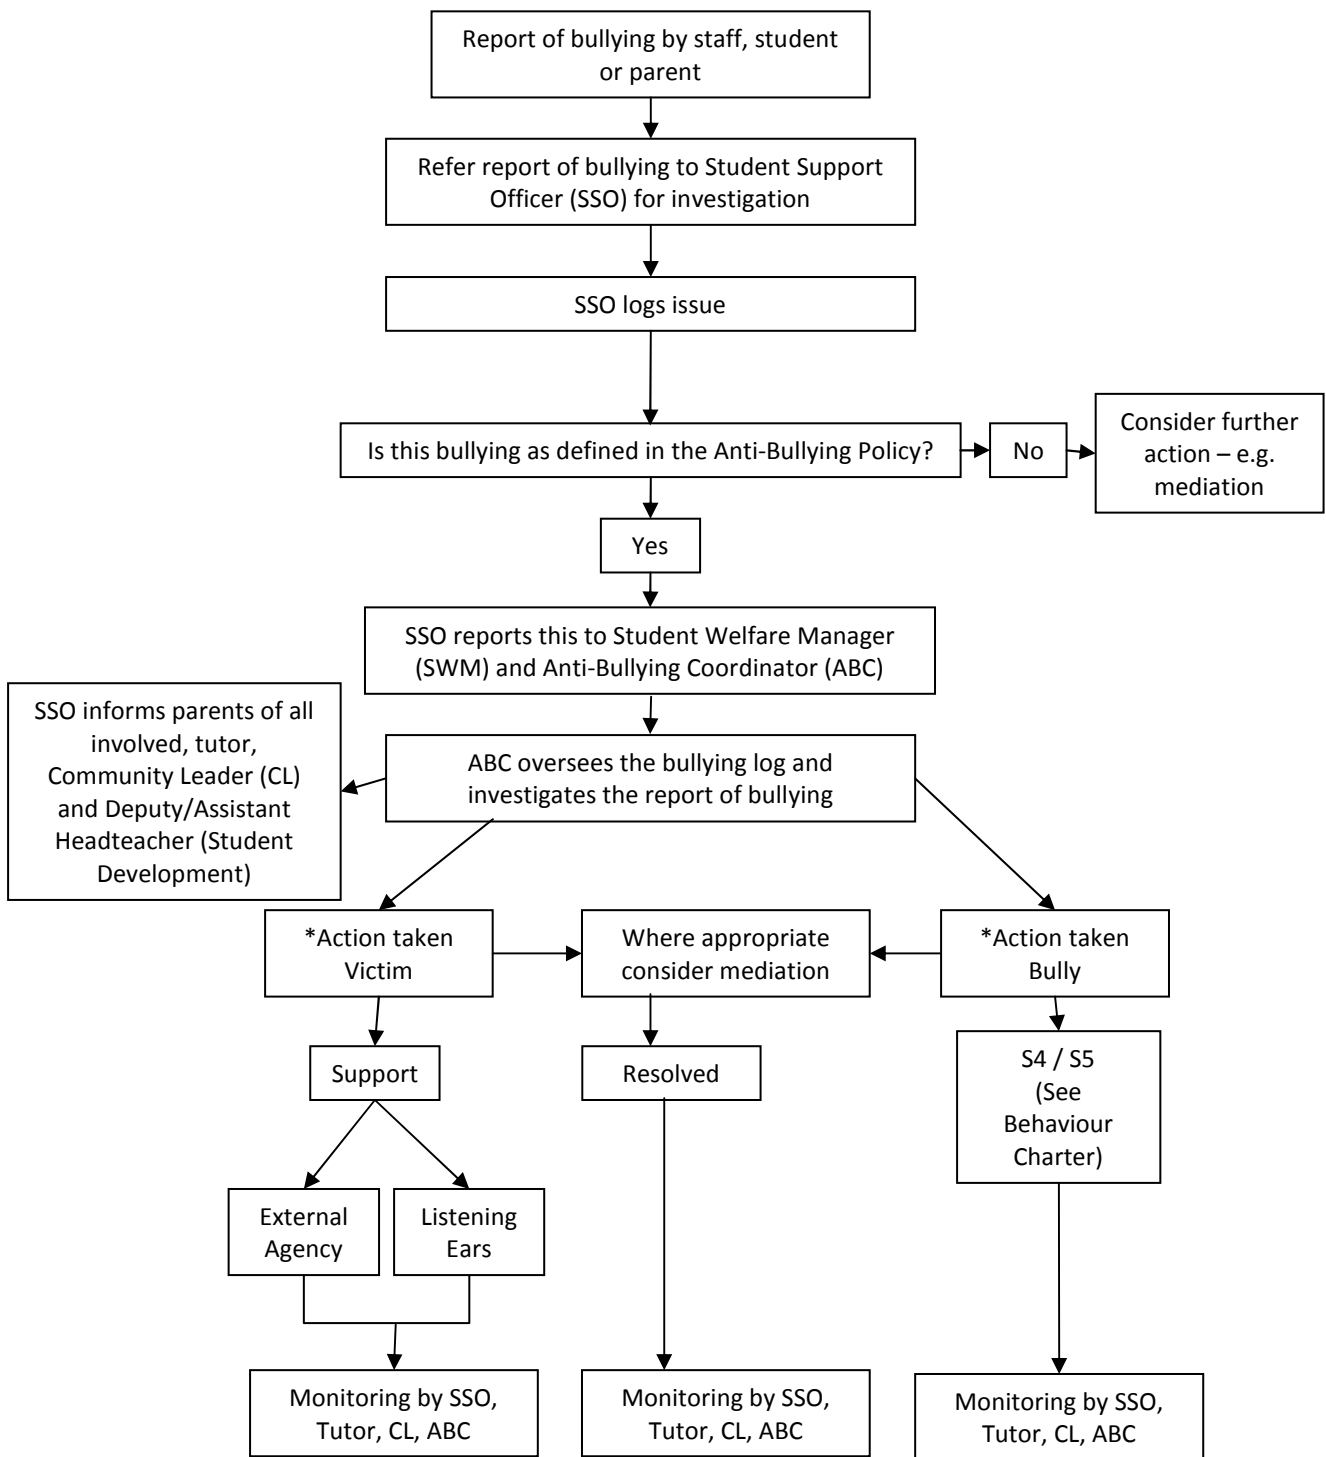 Report of bullying by staff, student
or parent
Refer report of bullying to Student Support
Officer (SSO) for investigation
SSO logs issue
Is this bullying as defined in the Anti-Bullying Policy?
No
Consider further
action – e.g.
mediation
Yes
SSO reports this to Student Welfare Manager
(SWM) and Anti-Bullying Coordinator (ABC)
SSO informs parents of all
involved, tutor,
Community Leader (CL)
and Deputy/Assistant
Headteacher (Student
Development)
ABC oversees the bullying log and
investigates the report of bullying
*Action taken
Victim
Where appropriate
consider mediation
*Action taken
Bully
Support
Resolved
S4 / S5
(See
Behaviour
Charter)
External
Agency
Listening
Ears
Monitoring by SSO,
Tutor, CL, ABC
Monitoring by SSO,
Tutor, CL, ABC
Monitoring by SSO,
Tutor, CL, ABC